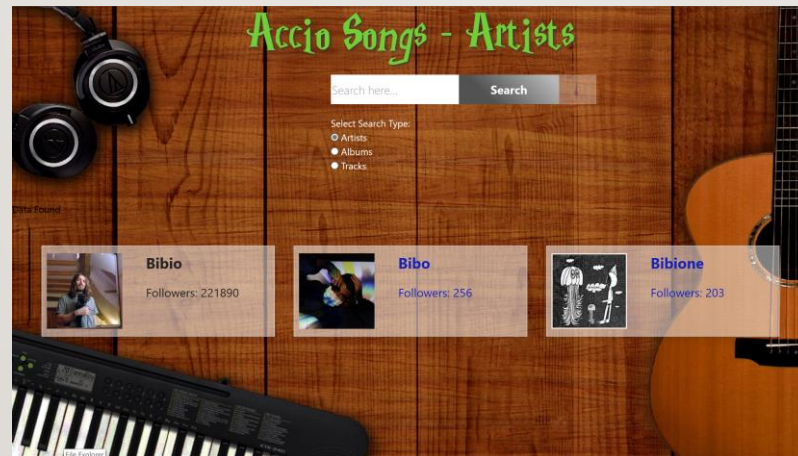 Accio Songs - Artists
Search here...
Search
Select Search Type:
Artists
Albums
Tracks
Data Found
Bibio
Followers: 221890
Bibo
Followers: 256
Bibione
Followers: 203
File Explorer